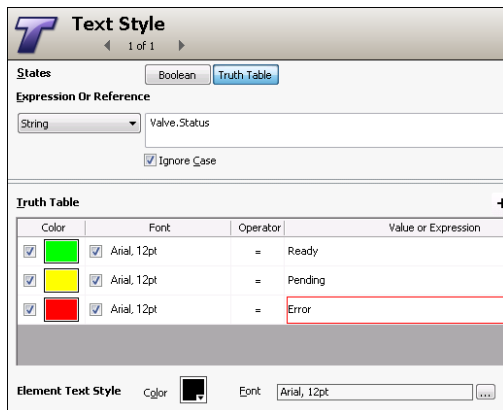 Text Style
1 of 1
States Boolean Truth Table
Expression Or Reference
String Valve.Status
Ignore Case
Truth Table +
Color Font Operator Value or Expression
Arial, 12pt = Ready
Arial, 12pt = Pending
Arial, 12pt = Error
Element Text Style Color Font Arial, 12pt ...